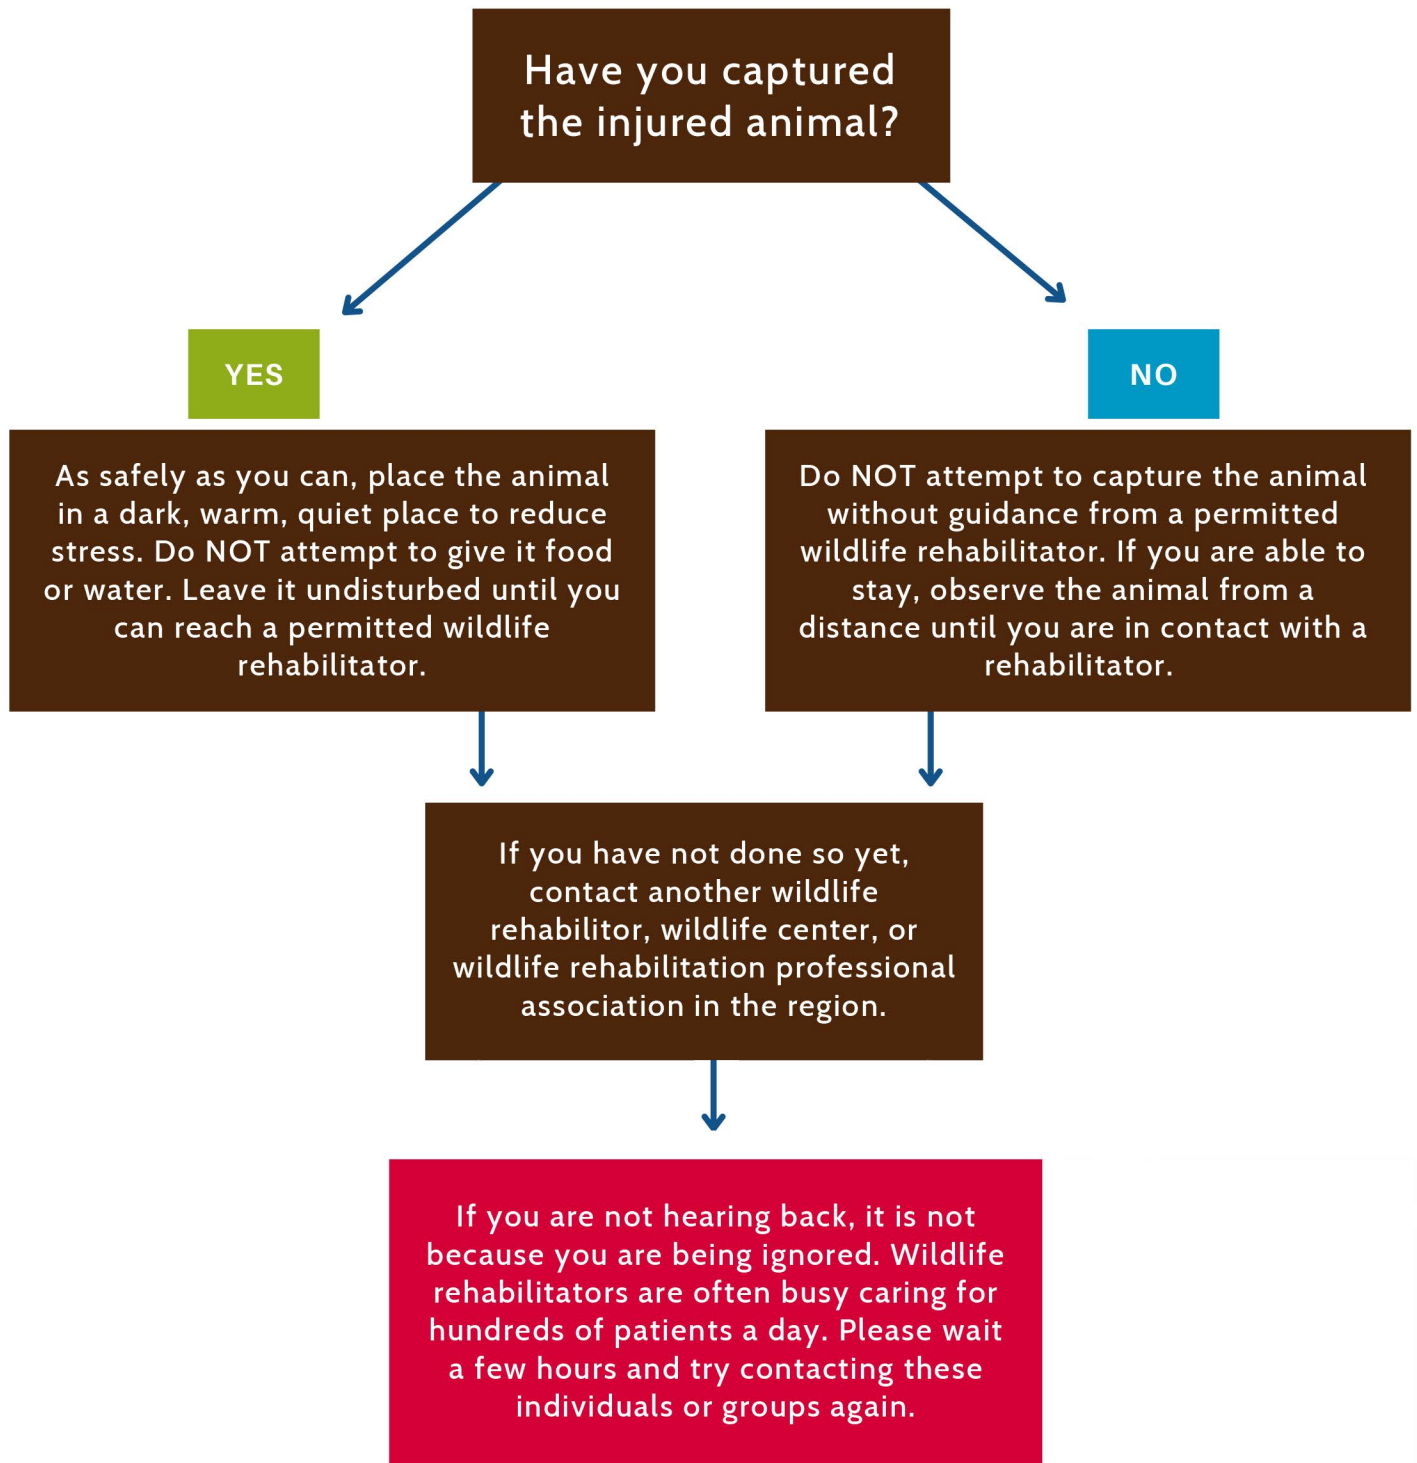 Have you captured
the injured animal?
YES
NO
As safely as you can, place the animal
in a dark, warm, quiet place to reduce
stress. Do NOT attempt to give it food
or water. Leave it undisturbed until you
can reach a permitted wildlife
rehabilitator.
Do NOT attempt to capture the animal
without guidance from a permitted
wildlife rehabilitator. If you are able to
stay, observe the animal from a
distance until you are in contact with a
rehabilitator.
If you have not done so yet,
contact another wildlife
rehabilitor, wildlife center, or
wildlife rehabilitation professional
association in the region.
If you are not hearing back, it is not
because you are being ignored. Wildlife
rehabilitators are often busy caring for
hundreds of patients a day. Please wait
a few hours and try contacting these
individuals or groups again.